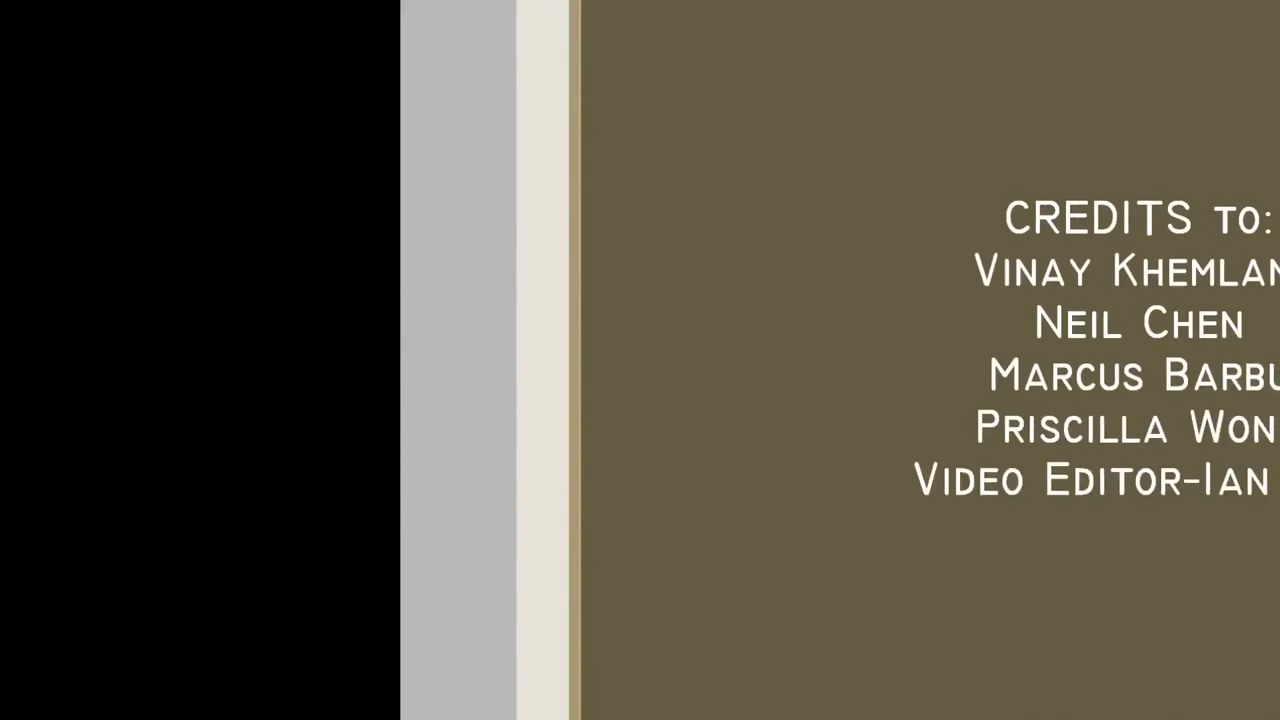 CREDITS TO:
VINAY
NEIL CHEN
MARCUS
PRISCILLA
VIDEO EDITOR-IAN